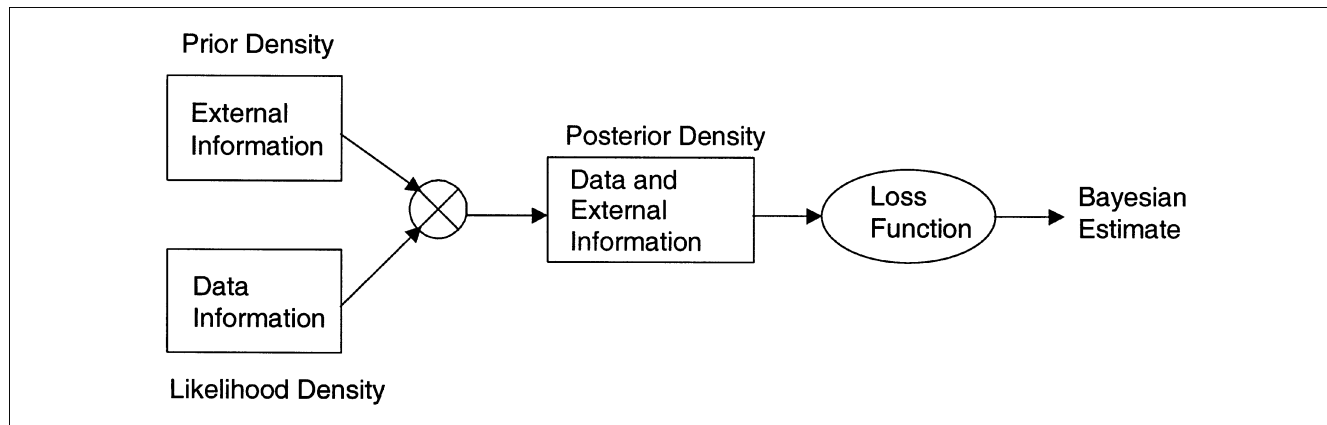 Prior Density
External
Information
Data
Information
Likelihood Density
Posterior Density
Data and
External
Information
Loss
Function
Bayesian
Estimate